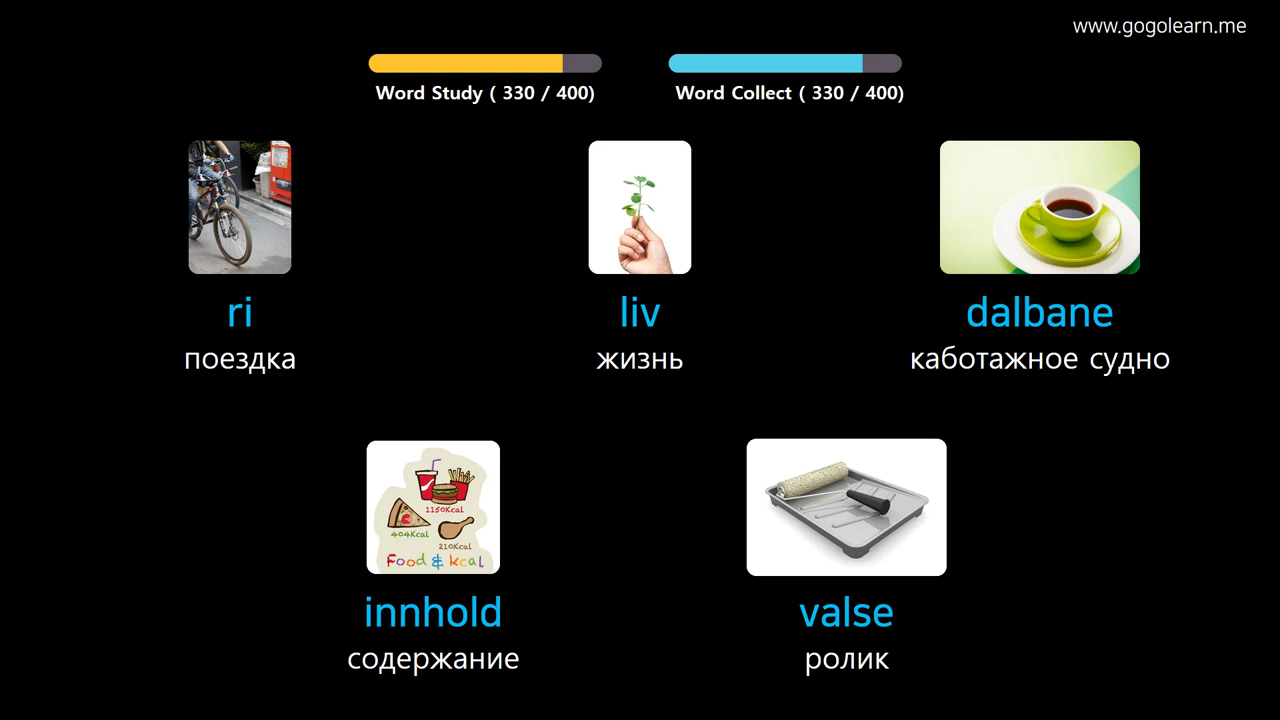 www.gogolearn.me
Word Study ( 330 / 400)
Word Collect ( 330 / 400)
ri
поездка
liv
жизнь
dalbane
каботажное судно
1150Kcal
404Kcal
210Kcal
Food & kcal
innhold
содержание
valse
ролик